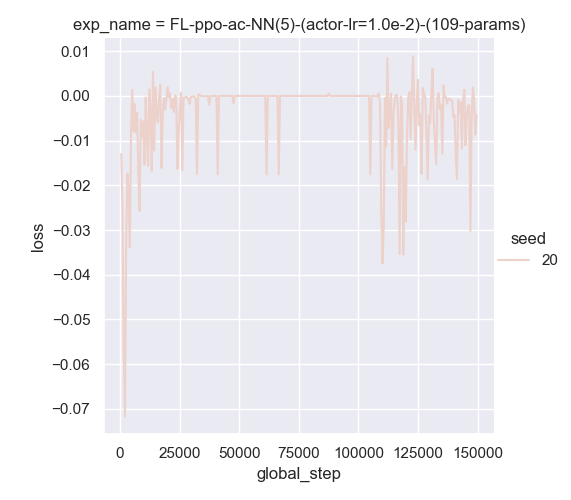 exp_name = FL-ppo-ac-NN(5)-(actor-lr=1.0e-2)-(109-params)
0.01
0.00
−0.01
−0.02
−0.03
−0.04
−0.05
−0.06
−0.07
loss
0 25000 50000 75000 100000 125000 150000
global_step
seed
20